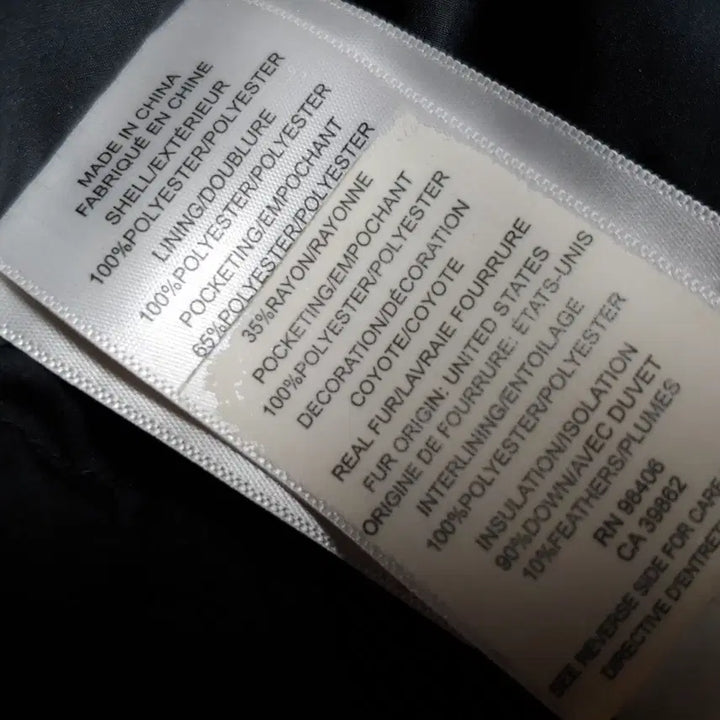 MADE IN CHINA
FABRIQUÉ EN CHINE
SHELL/EXTÉRIEUR
100%POLYESTER/POLYESTER
LINING/DOUBLURE
100%POLYESTER/POLYESTER
POCKETING/EMPOCHANT
65%POLYESTER/POLYESTER
35%RAYON/RAYONNE
POCKETING/EMPOCHANT
100%POLYESTER/POLYESTER
DECORATION/DÉCORATION
COYOTE/COYOTE
REAL FUR/LAVRAIE FOURRURE
FUR ORIGIN: UNITED STATES
ORIGINE DE FOURRURE: ÉTATS-UNIS
INTERLINING/ENTOILAGE
100%POLYESTER/POLYESTER
INSULATION/ISOLATION
90%DOWN/AVEC DUVET
10%FEATHERS/PLUMES
RN 98406
CA 39862
SEE REVERSE SIDE FOR CARE
DIRECTIVE D'ENTRET